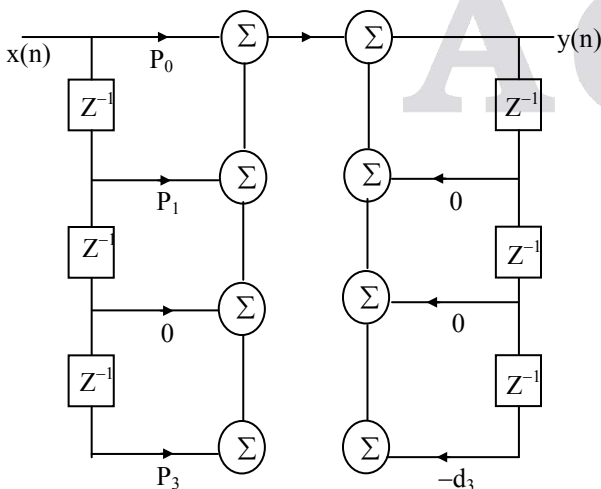 x(n) P₀ Σ Σ y(n)
Z⁻¹ Z⁻¹
P₁ Σ Σ 0
Z⁻¹ Z⁻¹
0 Σ Σ 0
Z⁻¹ Z⁻¹
P₃ Σ Σ −d₃